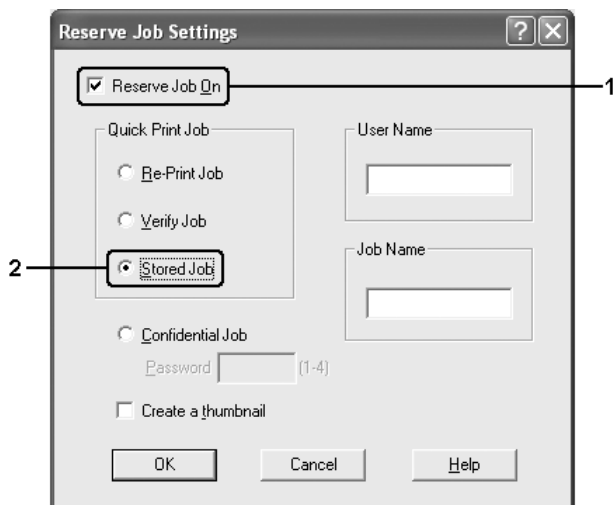 Reserve Job Settings
Reserve Job On
1
Quick Print Job
User Name
Re-Print Job
Verify Job
Job Name
2
Stored Job
Confidential Job
Password
(1-4)
Create a thumbnail
OK
Cancel
Help